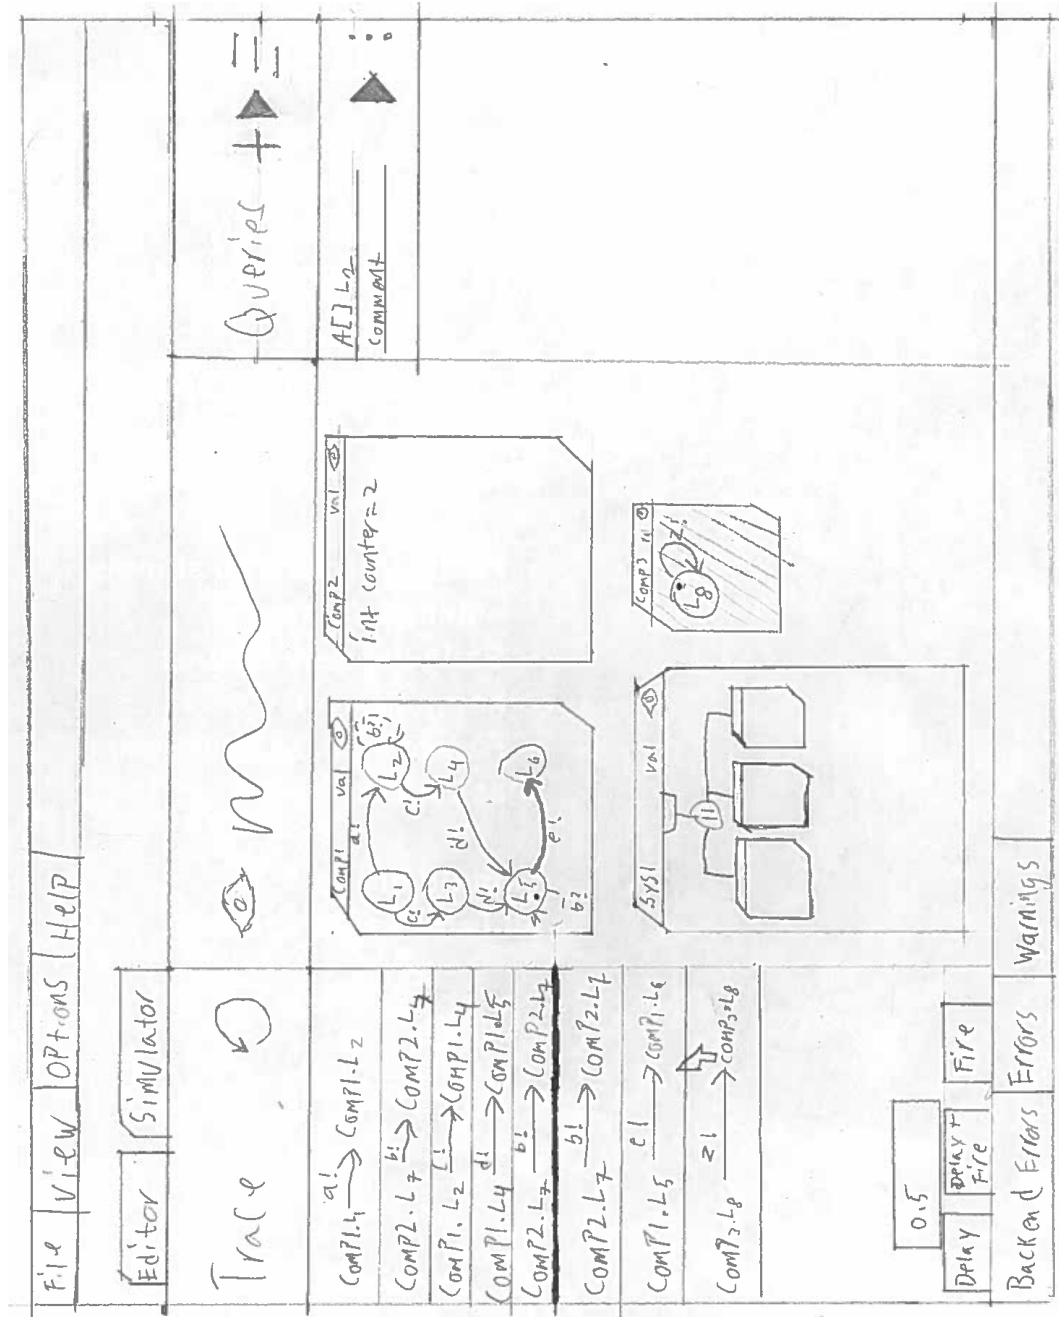 File View Options Help
Editor Simulator
Trace
Queries
COMP1.L1 a! → COMP1.L2
COMP2.L7 b! → COMP2.L7
COMP1.L2 c! → COMP1.L4
COMP1.L4 d! → COMP1.L5
COMP2.L7 b! → COMP2.L7
COMP2.L7 b! → COMP2.L7
COMP1.L5 e! → COMP1.L6
COMP3.L8 z! → COMP3.L8
0.5
Delay
Delay +
Fire
Fire
Comp1 val
a!
L1
L2
b!
c!
c!
L3
L4
d!
L5
L6
e!
b!
Comp2 val
int counter = 2
SYS1 val
||
Comp3
L8
z!
A[] L2
comment
Backend Errors Errors Warnings